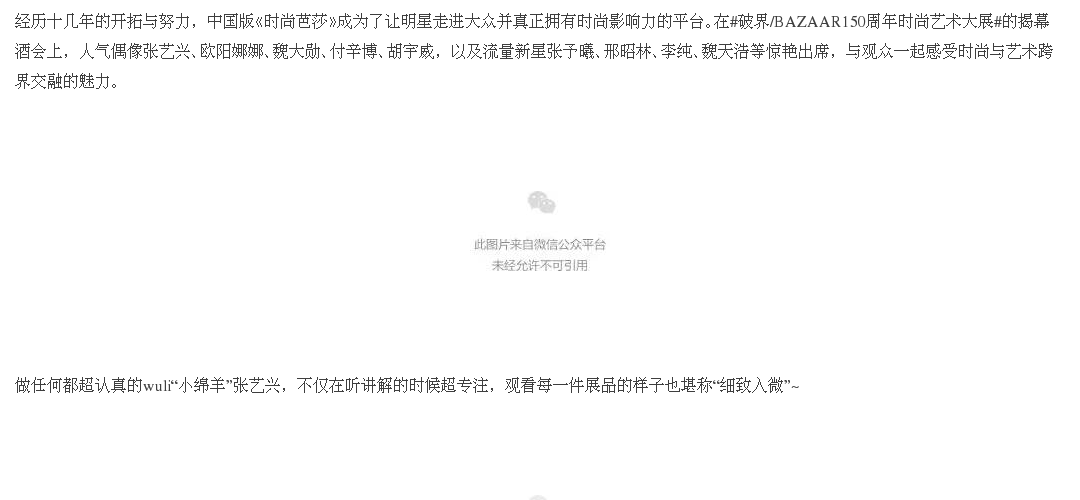 经历十几年的开拓与努力，中国版《时尚芭莎》成为了让明星走进大众并真正拥有时尚影响力的平台。在#破界/BAZAAR150周年时尚艺术大展#的揭幕
酒会上，人气偶像张艺兴、欧阳娜娜、魏大勋、付辛博、胡宇威，以及流量新星张予曦、邢昭林、李纯、魏天浩等惊艳出席，与观众一起感受时尚与艺术跨
界交融的魅力。
此图片来自微信公众平台
未经允许不可引用
做任何都超认真的wuli“小绵羊”张艺兴，不仅在听讲解的时候超专注，观看每一件展品的样子也堪称“细致入微”~